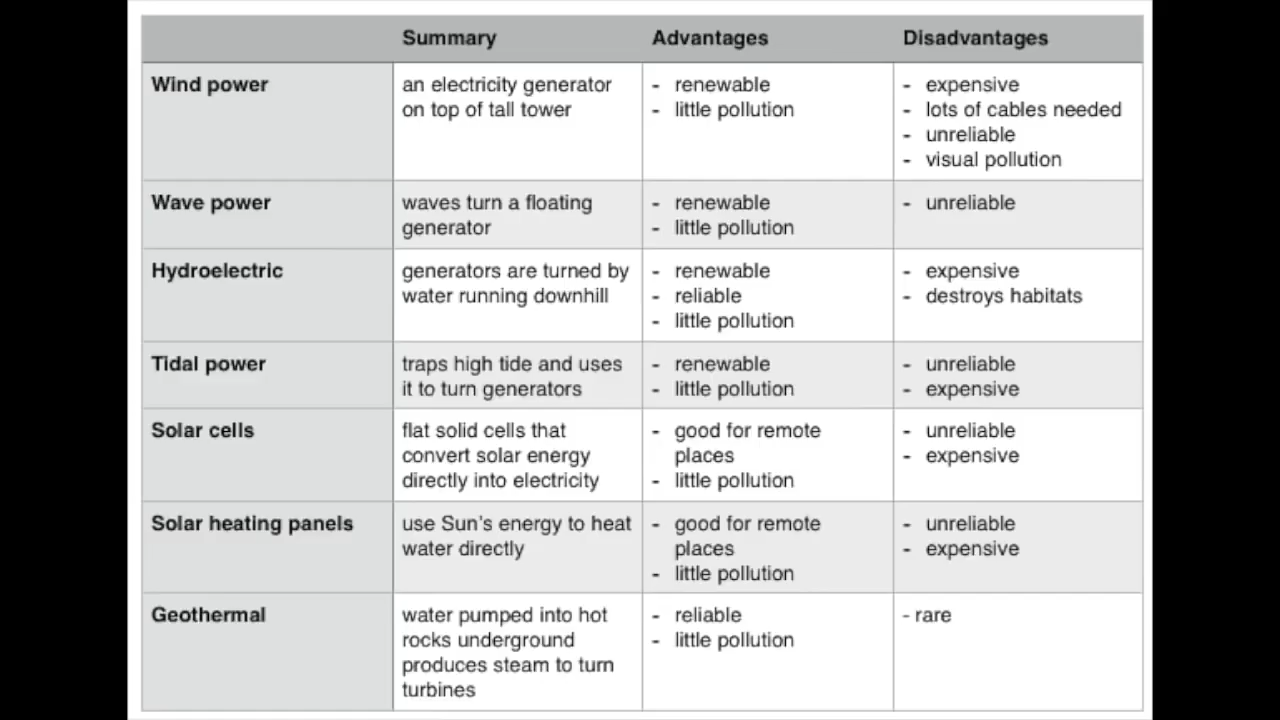 Summary Advantages Disadvantages
Wind power
an electricity generator
on top of tall tower
- renewable
- little pollution
- expensive
- lots of cables needed
- unreliable
- visual pollution
Wave power
waves turn a floating
generator
- renewable
- little pollution
- unreliable
Hydroelectric
generators are turned by
water running downhill
- renewable
- reliable
- little pollution
- expensive
- destroys habitats
Tidal power
traps high tide and uses
it to turn generators
- renewable
- little pollution
- unreliable
- expensive
Solar cells
flat solid cells that
convert solar energy
directly into electricity
- good for remote
places
- little pollution
- unreliable
- expensive
Solar heating panels
use Sun's energy to heat
water directly
- good for remote
places
- little pollution
- unreliable
- expensive
Geothermal
water pumped into hot
rocks underground
produces steam to turn
turbines
- reliable
- little pollution
- rare